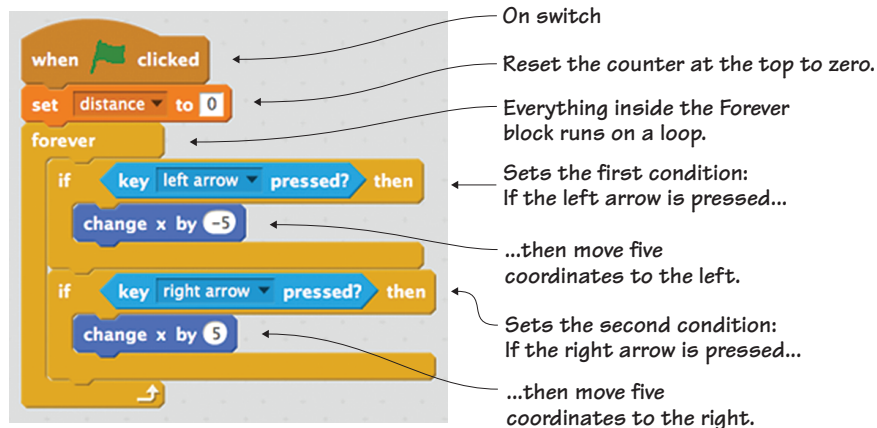 when clicked
set distance to 0
forever
if key left arrow pressed? then
change x by -5
if key right arrow pressed? then
change x by 5
On switch
Reset the counter at the top to zero.
Everything inside the Forever
block runs on a loop.
Sets the first condition:
If the left arrow is pressed...
...then move five
coordinates to the left.
Sets the second condition:
If the right arrow is pressed...
...then move five
coordinates to the right.